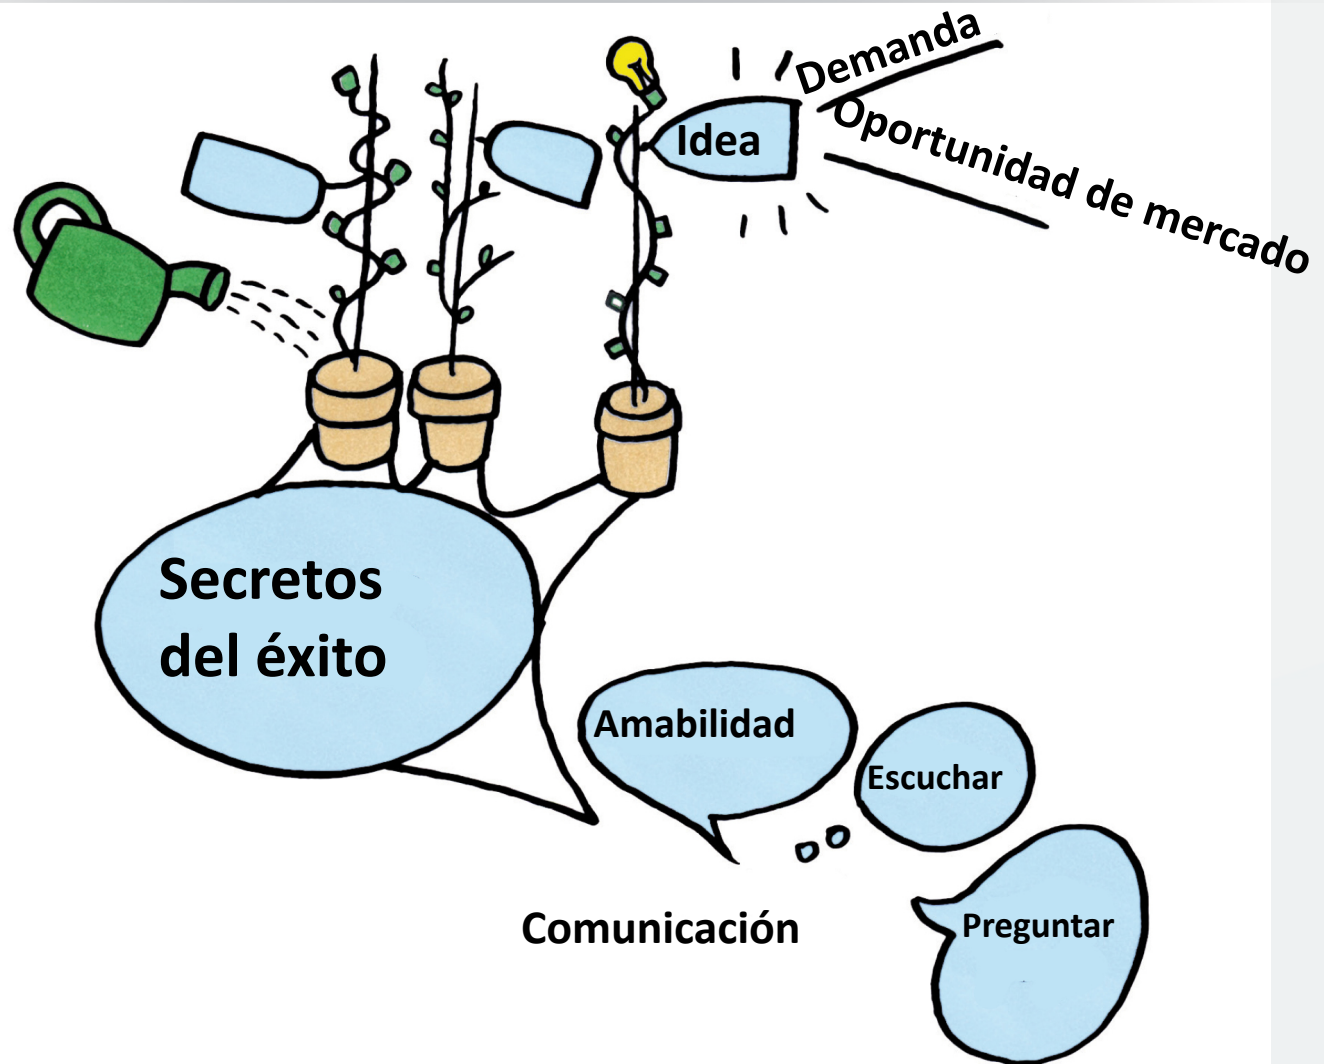 Demanda
Oportunidad de mercado
Idea
Secretos
del éxito
Amabilidad
Escuchar
Preguntar
Comunicación